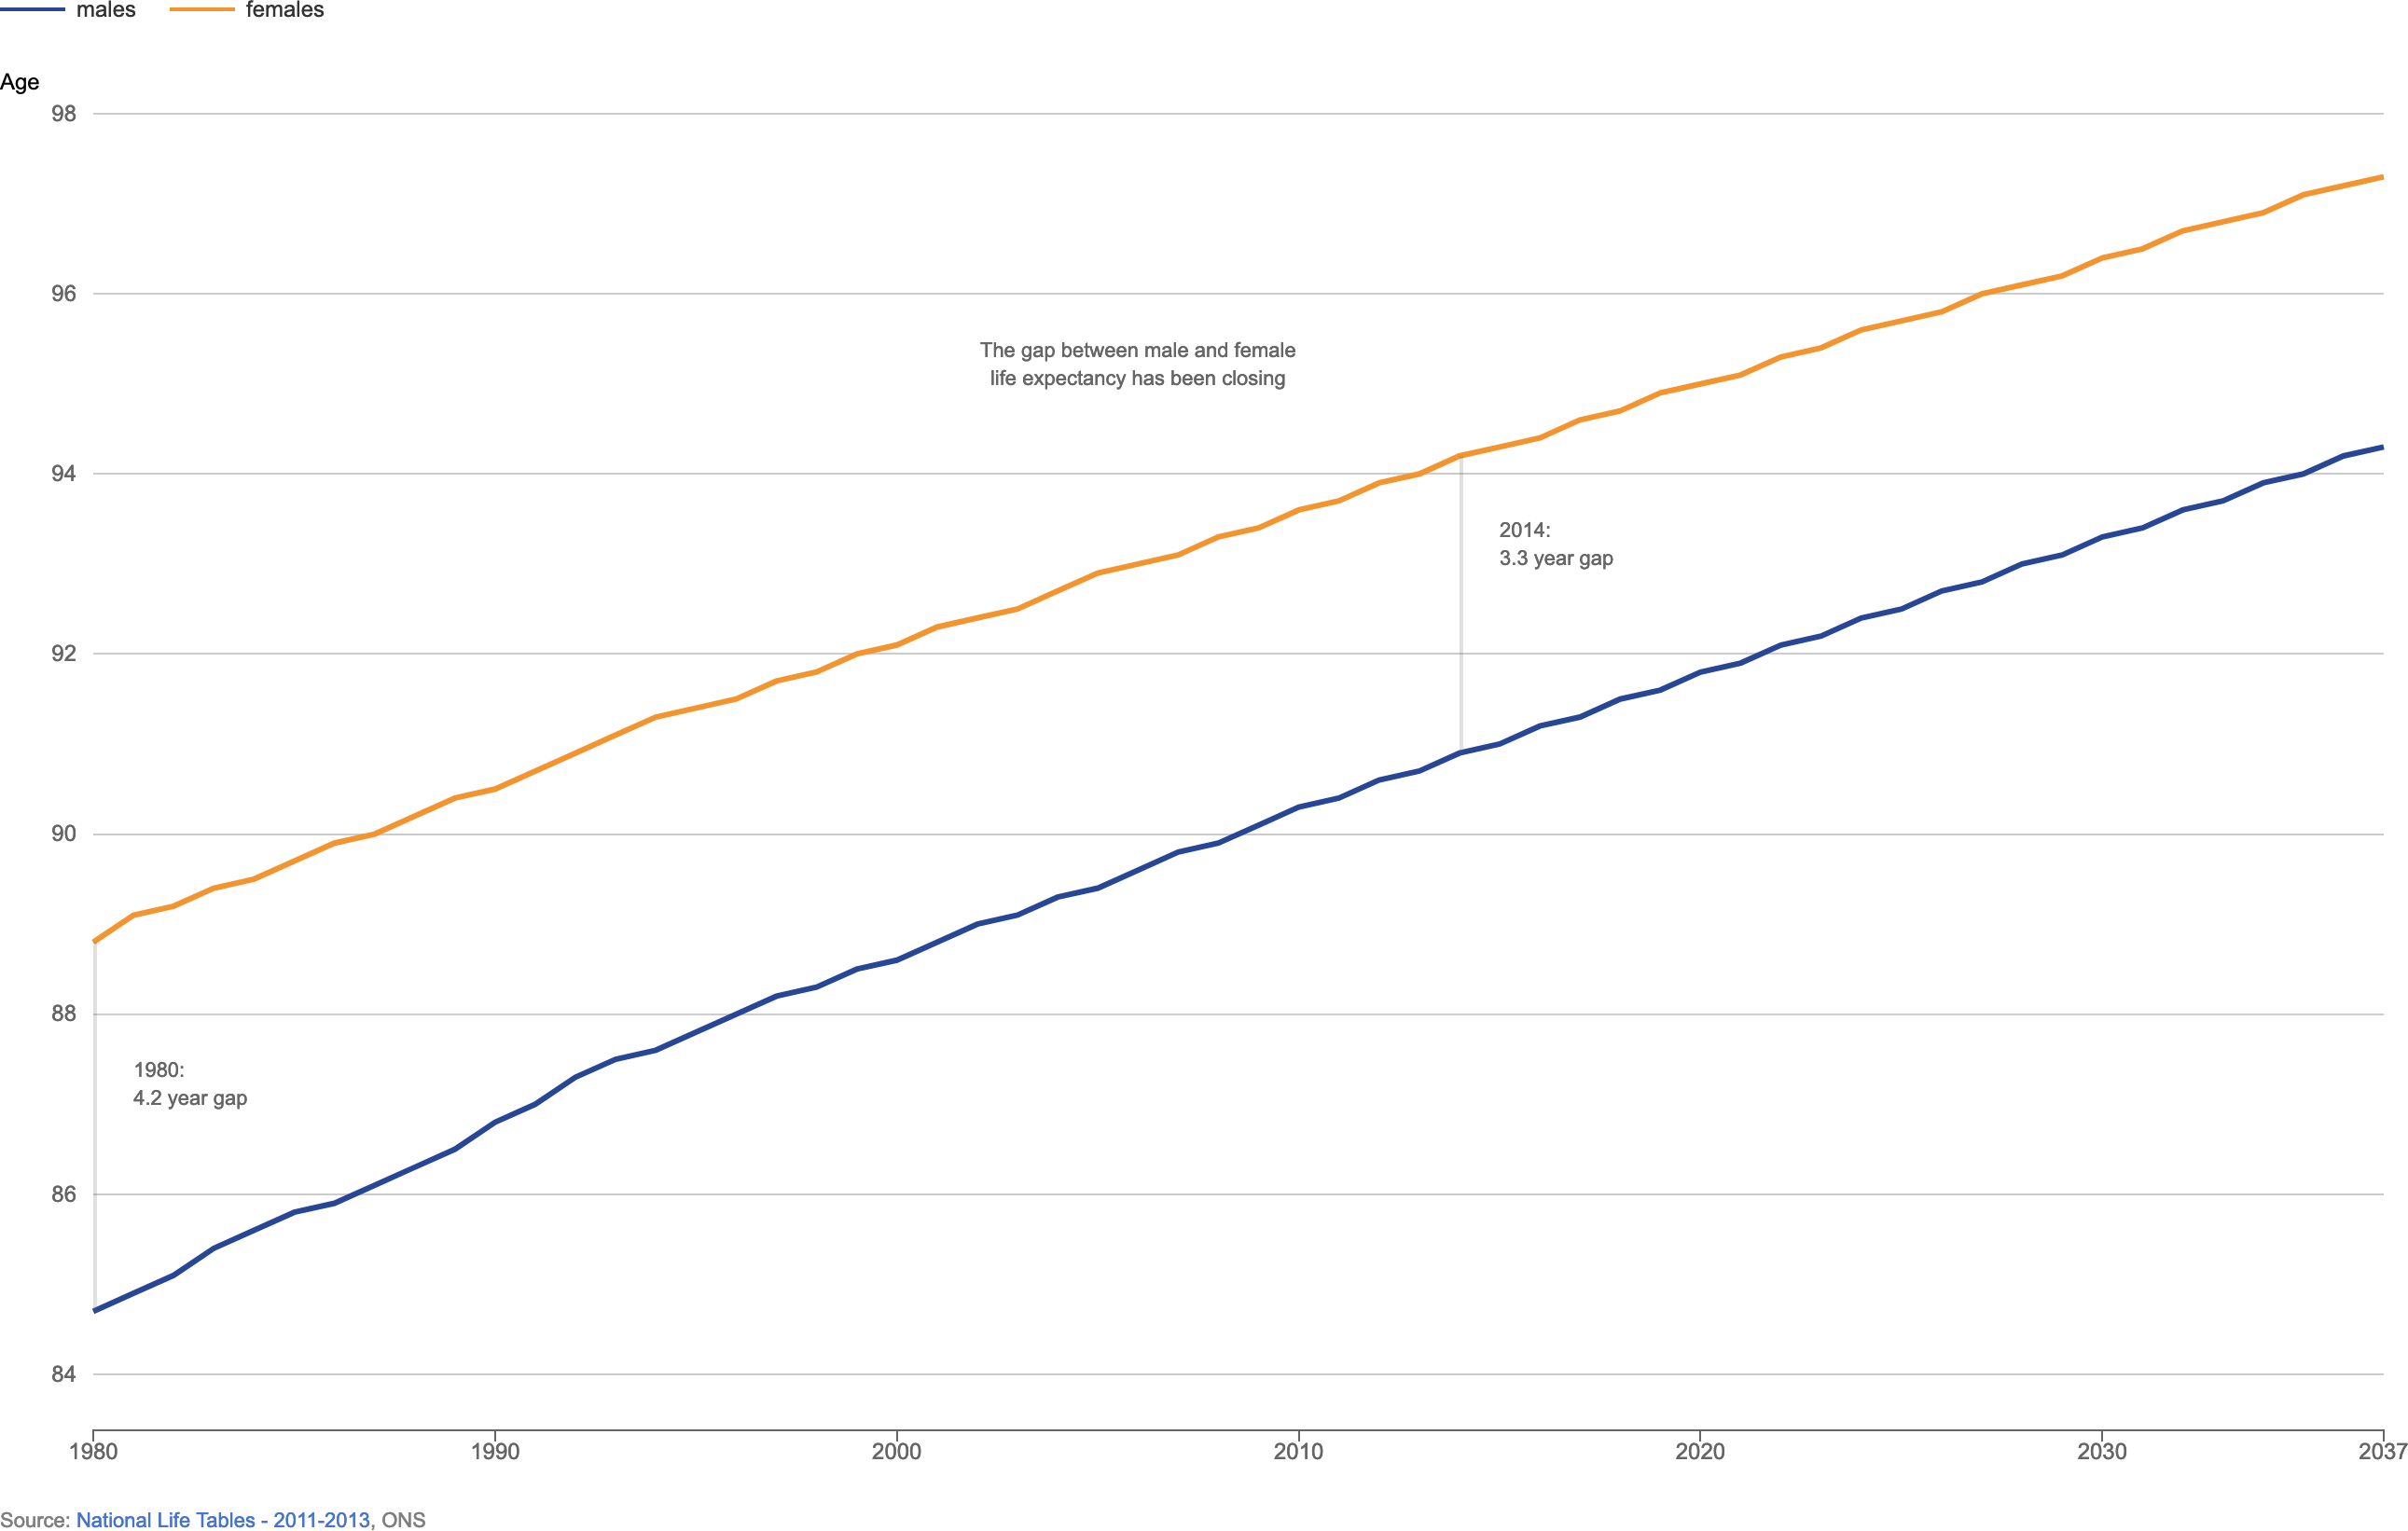 males females
Age
98
96
The gap between male and female
life expectancy has been closing
94
2014:
3.3 year gap
92
90
88
1980:
4.2 year gap
86
84
1980 1990 2000 2010 2020 2030 2037
Source: National Life Tables - 2011-2013, ONS